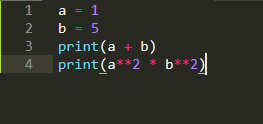 1 a = 1
2 b = 5
3 print(a + b)
4 print(a**2 * b**2)